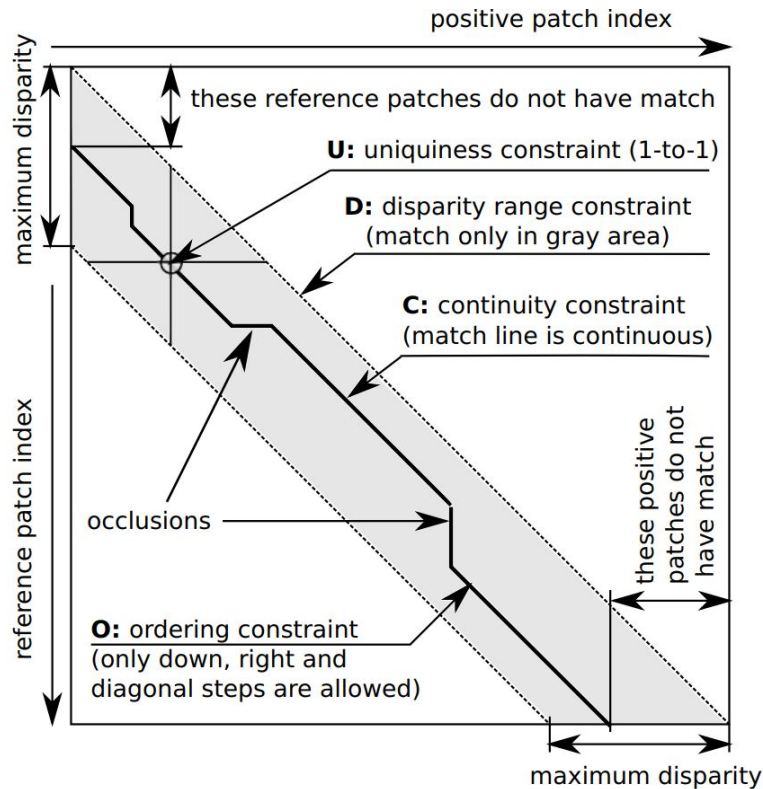 positive patch index
maximum disparity
these reference patches do not have match
U: uniquiness constraint (1-to-1)
D: disparity range constraint
(match only in gray area)
C: continuity constraint
(match line is continuous)
reference patch index
these positive
patches do not
have match
occlusions
O: ordering constraint
(only down, right and
diagonal steps are allowed)
maximum disparity